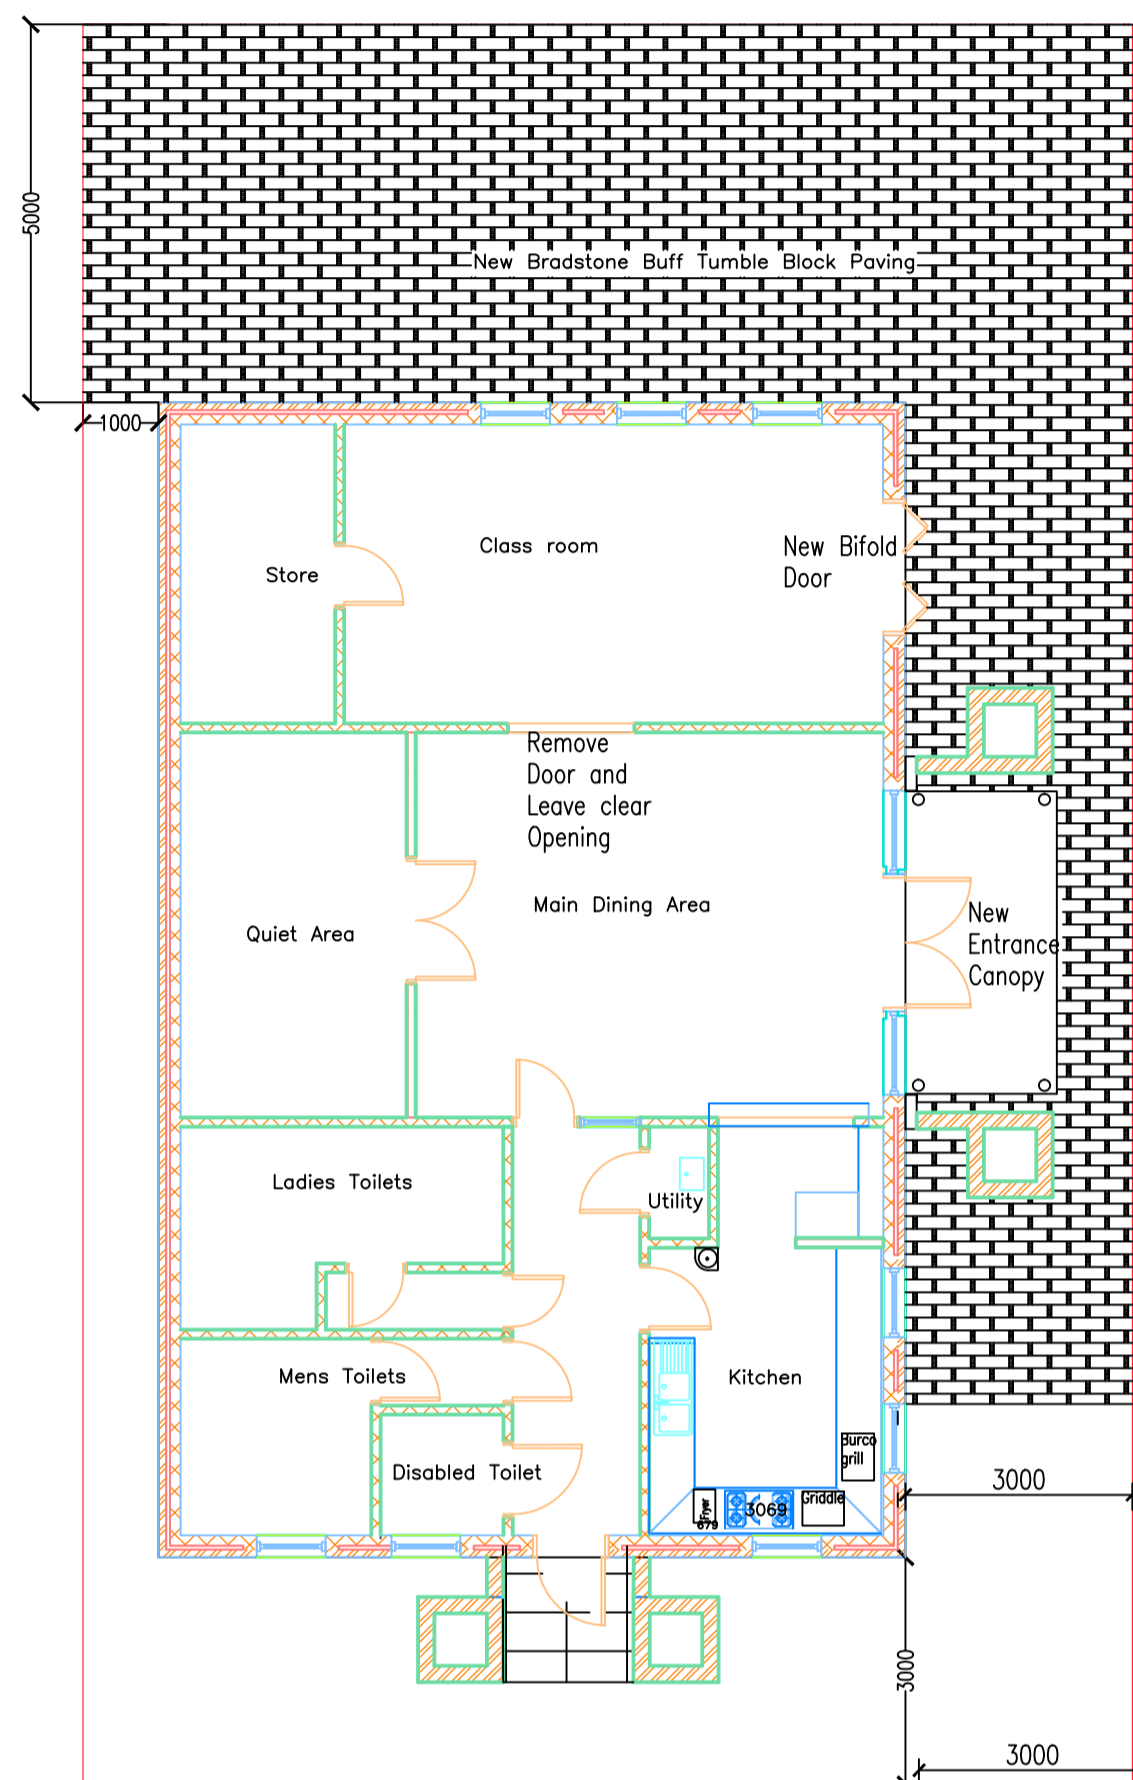 5000
New Bradstone Buff Tumble Block Paving
1000
Class room
New Bifold
Door
Store
Remove
Door and
Leave clear
Opening
Main Dining Area
New
Entrance
Canopy
Quiet Area
Ladies Toilets
Utility
Mens Toilets
Kitchen
Burco
grill
Disabled Toilet
Fryer
679
3069
Griddle
3000
3000
3000